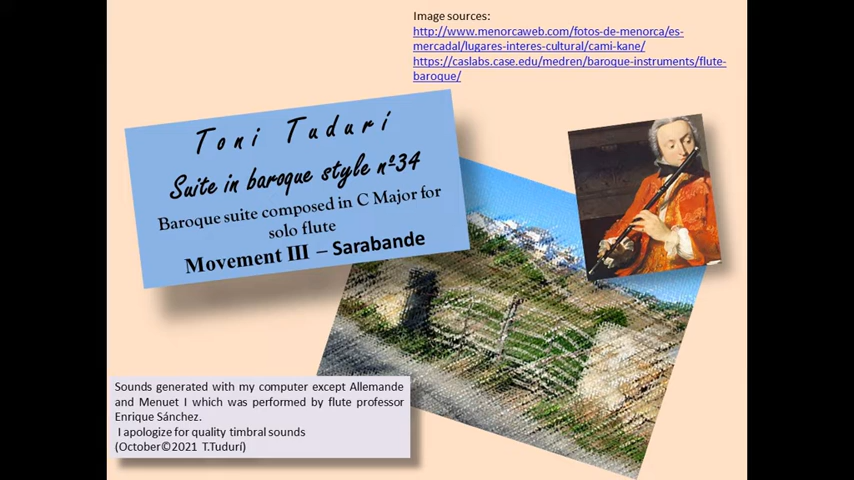 Image sources:
http://www.menorcaweb.com/fotos-de-menorca/es-
mercadal/lugares-interes-cultural/cami-kane/
https://caslabs.case.edu/medren/baroque-instruments/flute-
baroque/
Toni Tudurí
Suite in baroque style nº34
Baroque suite composed in C Major for
solo flute
Movement III – Sarabande
Sounds generated with my computer except Allemande
and Menuet I which was performed by flute professor
Enrique Sánchez.
I apologize for quality timbral sounds
(October©2021 T.Tudurí)